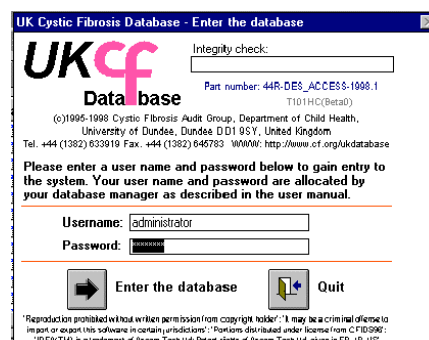 UK Cystic Fibrosis Database - Enter the database
UKCF
Database
Integrity check:
Part number: 44R-DES_ACCESS-1998.1
T101HC(Beta0)
(c)1995-1998 Cystic Fibrosis Audit Group, Department of Child Health,
University of Dundee, Dundee DD1 9SY, United Kingdom
Tel. +44 (1382) 633919 Fax. +44 (1382) 645783 WWW: http://www.cf.org/ukdatabase
Please enter a user name and password below to gain entry to
the system. Your user name and password are allocated by
your database manager as described in the user manual.
Username: administrator
Password: ********
Enter the database
Quit
'Reproduction prohibited without written permission from copyright holder': 'It may be a criminal offense to
import or export this software in certain jurisdictions': 'Portions distributed under license from CFIDS98':